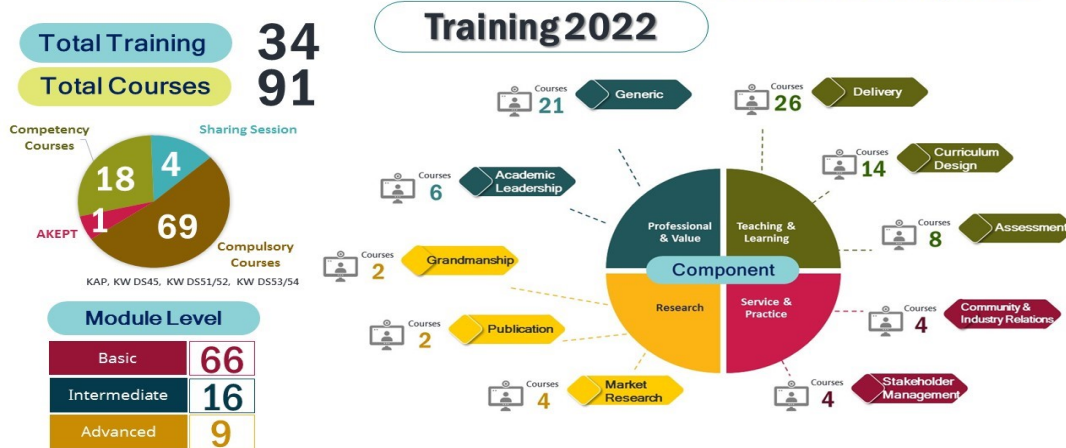 Training 2022
Total Training 34
Total Courses 91
Competency
Courses
18
Sharing Session
4
AKEPT
1
69
Compulsory
Courses
KAP, KW DS45, KW DS51/52, KW DS53/54
Module Level
Basic 66
Intermediate 16
Advanced 9
Courses
21
Generic
Courses
6
Academic
Leadership
Courses
2
Grandmanship
Courses
2
Publication
Courses
4
Market
Research
Courses
26
Delivery
Courses
14
Curriculum
Design
Courses
8
Assessment
Courses
4
Community &
Industry Relations
Courses
4
Stakeholder
Management
Professional
& Value
Teaching &
Learning
Component
Research
Service &
Practice